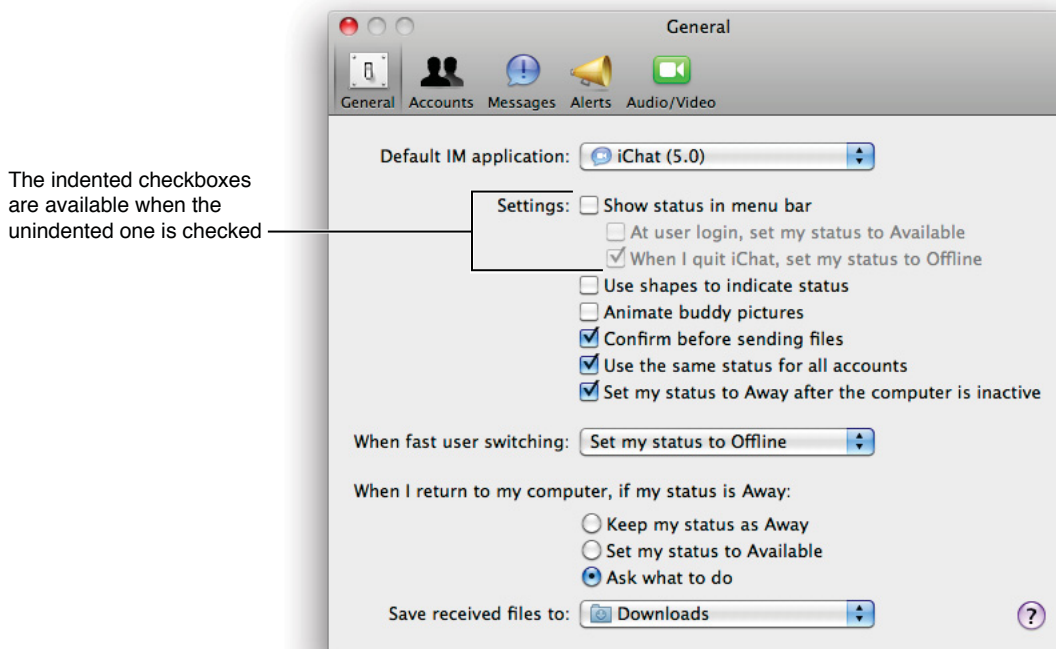 General
General Accounts Messages Alerts Audio/Video
Default IM application: iChat (5.0)
The indented checkboxes
are available when the
unindented one is checked
Settings: Show status in menu bar
At user login, set my status to Available
When I quit iChat, set my status to Offline
Use shapes to indicate status
Animate buddy pictures
Confirm before sending files
Use the same status for all accounts
Set my status to Away after the computer is inactive
When fast user switching: Set my status to Offline
When I return to my computer, if my status is Away:
Keep my status as Away
Set my status to Available
Ask what to do
Save received files to: Downloads ?